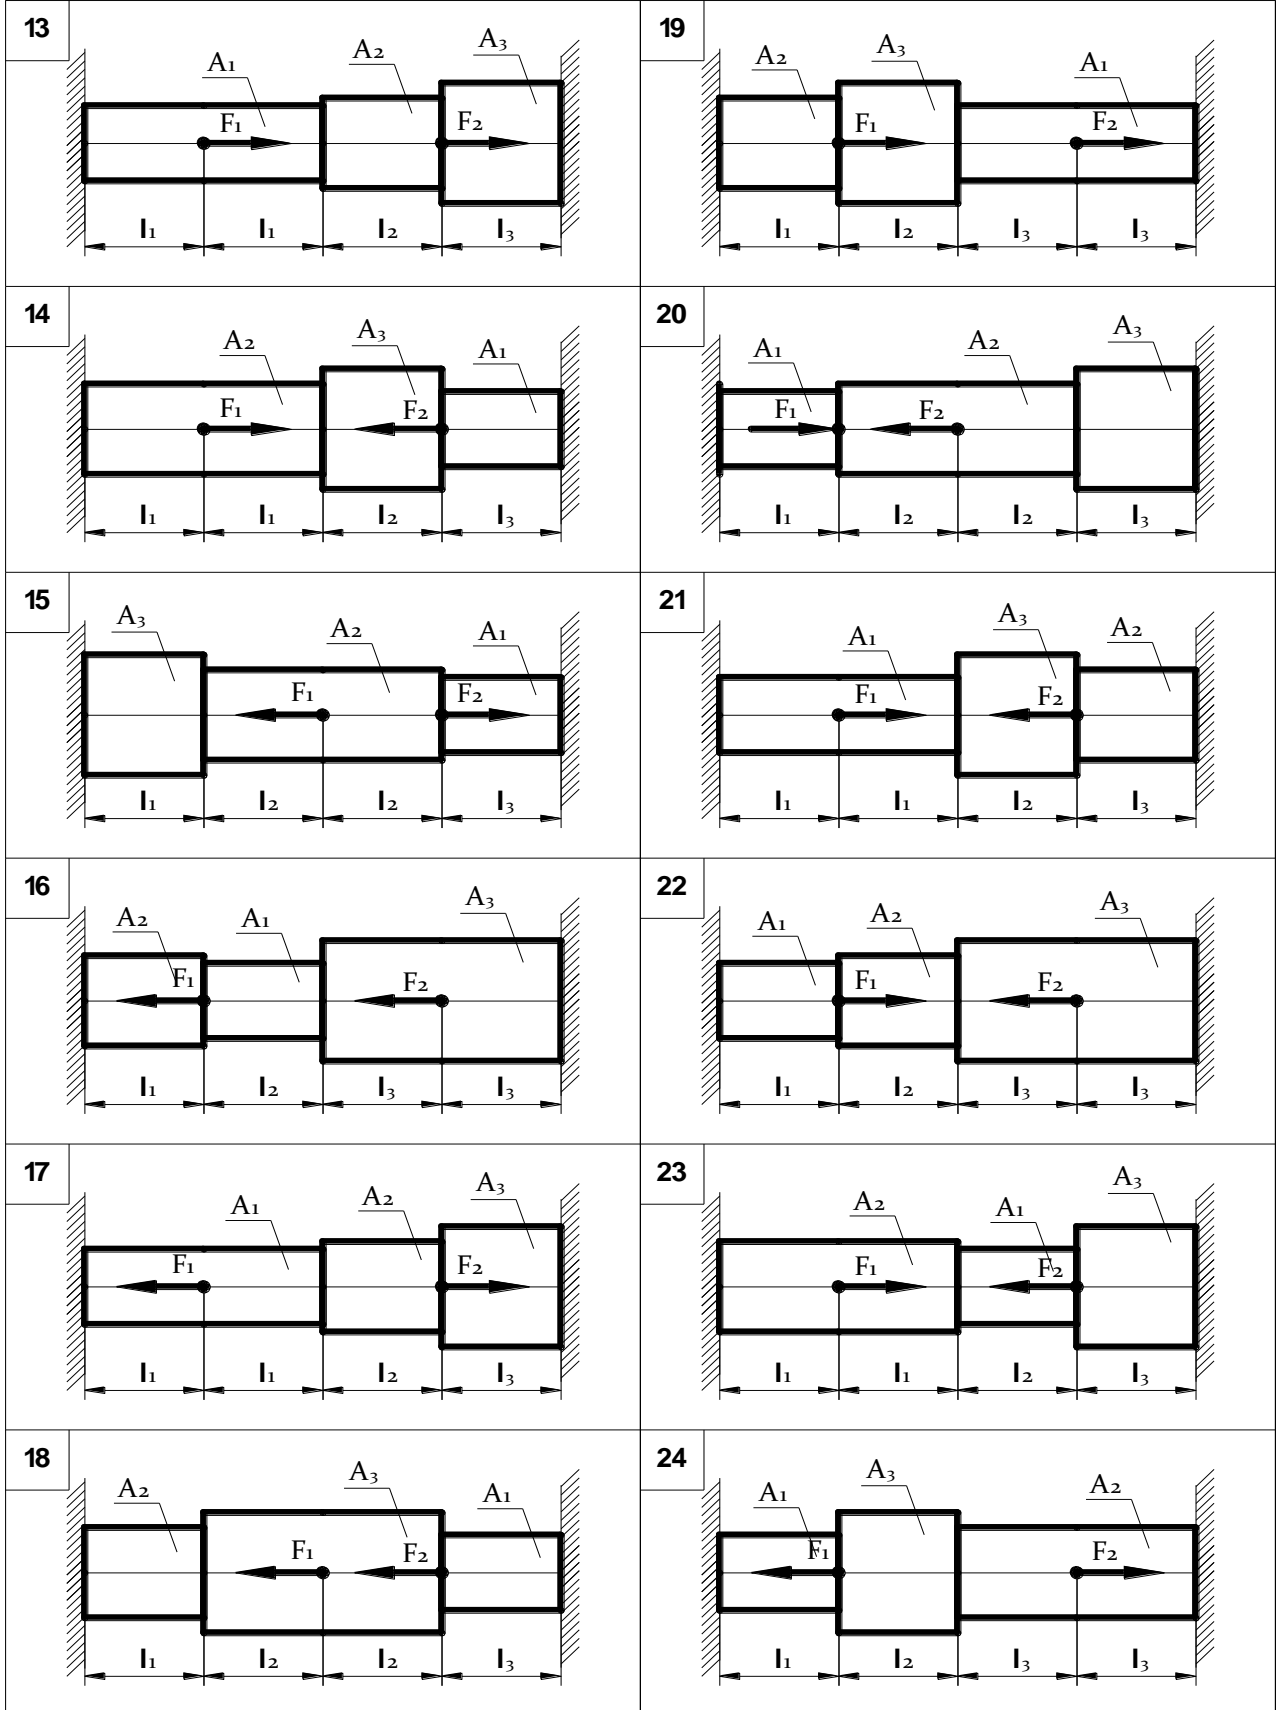 13
A₁ A₂ A₃
F₁ F₂
l₁ l₁ l₂ l₃
19
A₂ A₃ A₁
F₁ F₂
l₁ l₂ l₃ l₃
14
A₂ A₃ A₁
F₁ F₂
l₁ l₁ l₂ l₃
20
A₁ A₂ A₃
F₁ F₂
l₁ l₂ l₂ l₃
15
A₃ A₂ A₁
F₁ F₂
l₁ l₂ l₂ l₃
21
A₁ A₃ A₂
F₁ F₂
l₁ l₁ l₂ l₃
16
A₂ A₁ A₃
F₁ F₂
l₁ l₂ l₃ l₃
22
A₁ A₂ A₃
F₁ F₂
l₁ l₂ l₃ l₃
17
A₁ A₂ A₃
F₁ F₂
l₁ l₁ l₂ l₃
23
A₂ A₁ A₃
F₁ F₂
l₁ l₁ l₂ l₃
18
A₂ A₃ A₁
F₁ F₂
l₁ l₂ l₂ l₃
24
A₁ A₃ A₂
F₁ F₂
l₁ l₂ l₃ l₃